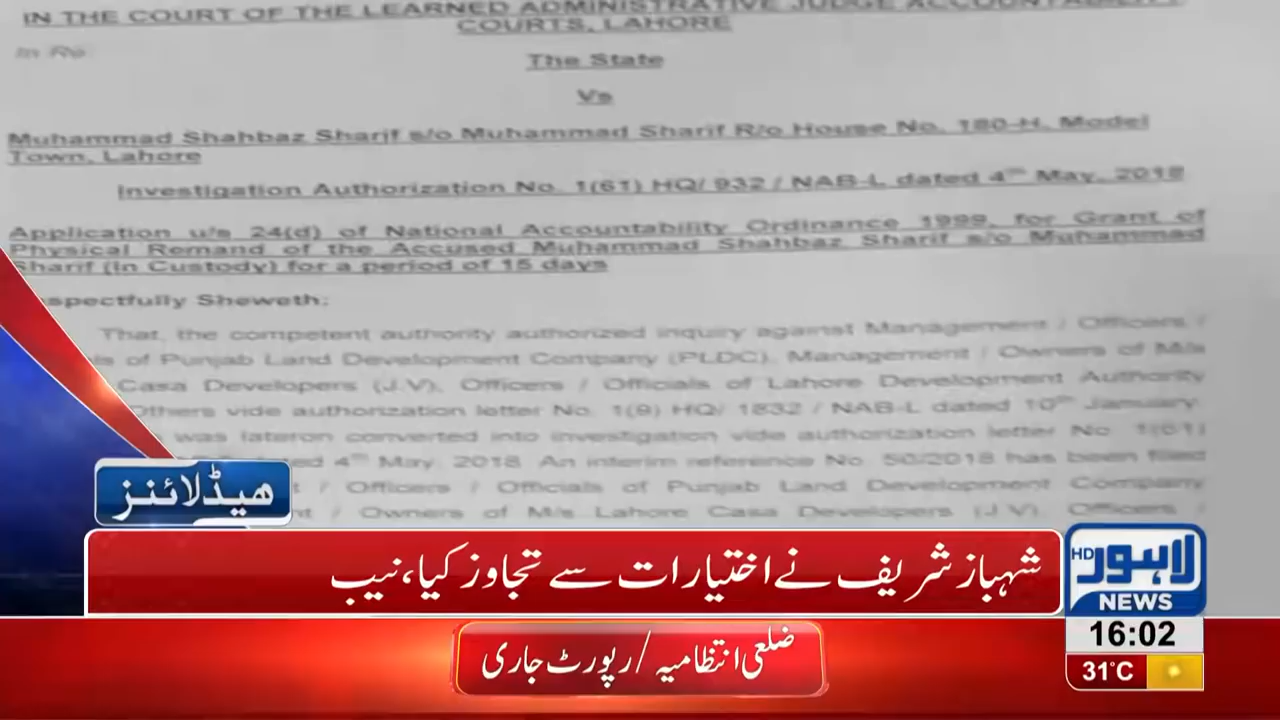 IN THE COURT OF THE LEARNED ADMINISTRATIVE JUDGE ACCOUNTABILITY
COURTS, LAHORE
In Re:
The State
Vs
Muhammad Shahbaz Sharif s/o Muhammad Sharif R/o House No. 180-H, Model
Town, Lahore
Investigation Authorization No. 1(61) HQ/ 932 / NAB-L dated 4th May, 2018
Application u/s 24(d) of National Accountability Ordinance 1999, for Grant of
Physical Remand of the Accused Muhammad Shahbaz Sharif s/o Muhammad
Sharif (In Custody) for a period of 15 days
spectfully Sheweth:
That, the competent authority authorized inquiry against Management / Officers /
ls of Punjab Land Development Company (PLDC), Management / Owners of M/s
Casa Developers (J.V), Officers / Officials of Lahore Development Authority
Others vide authorization letter No. 1(9) HQ/ 1832 / NAB-L dated 10th January,
was lateron converted into investigation vide authorization letter No. 1(61)
ed 4th May, 2018. An interim reference No. 50/2018 has been filed
t / Officers / Officials of Punjab Land Development Company
nt / Owners of M/s Lahore Casa Developers (J.V), Officers /
ہیڈلائنز
شہباز شریف نے اختیارات سے تجاوز کیا، نیب
لاہور HD
NEWS
16:02
31°C
ضلعی انتظامیہ / رپورٹ جاری